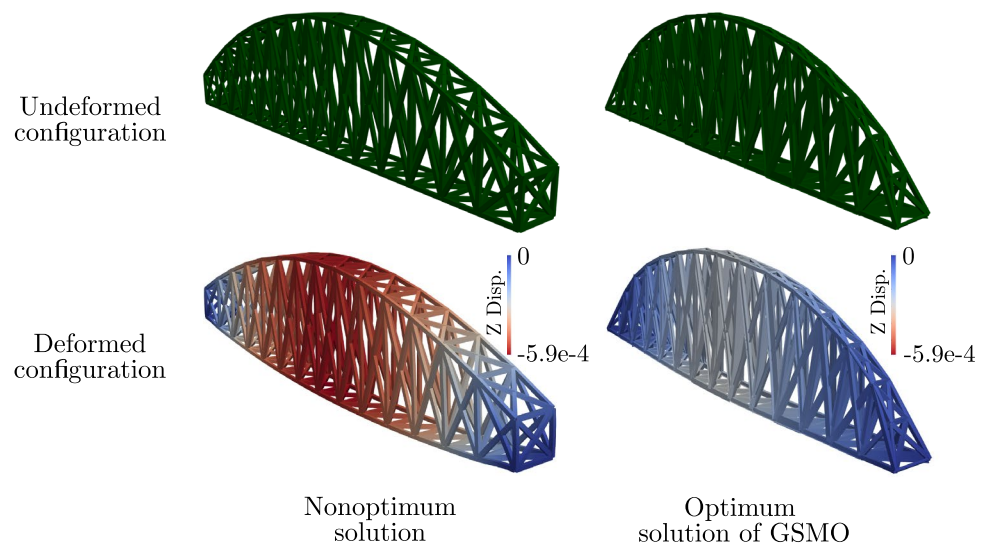 Undeformed
configuration
Deformed
configuration
0
Z Disp.
-5.9e-4
0
Z Disp.
-5.9e-4
Nonoptimum
solution
Optimum
solution of GSMO